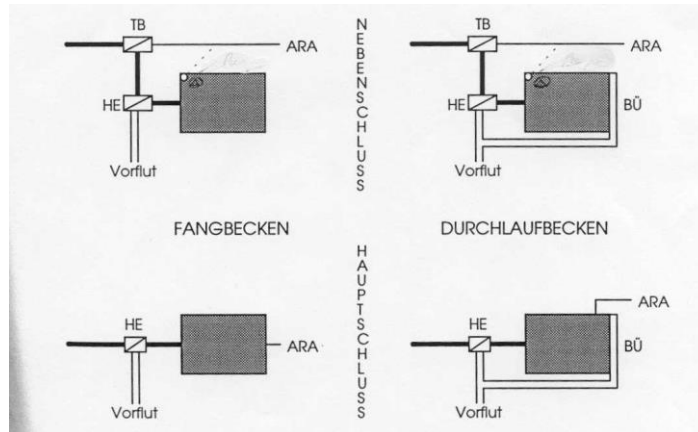 TB
ARA
HE
Vorflut
NEBENSCHLUSS
TB
ARA
HE
BÜ
Vorflut
FANGBECKEN
DURCHLAUFBECKEN
HE
ARA
Vorflut
HAUPTSCHLUSS
HE
ARA
BÜ
Vorflut